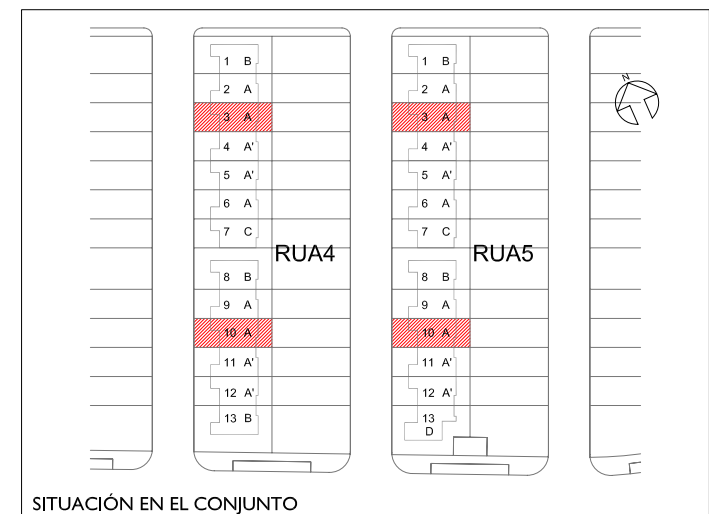 1 B
2 A
3 A
4 A'
5 A'
6 A
7 C
RUA4
8 B
9 A
10 A
11 A'
12 A'
13 B
1 B
2 A
3 A
4 A'
5 A'
6 A
7 C
RUA5
8 B
9 A
10 A
11 A'
12 A'
13
D
N
SITUACIÓN EN EL CONJUNTO